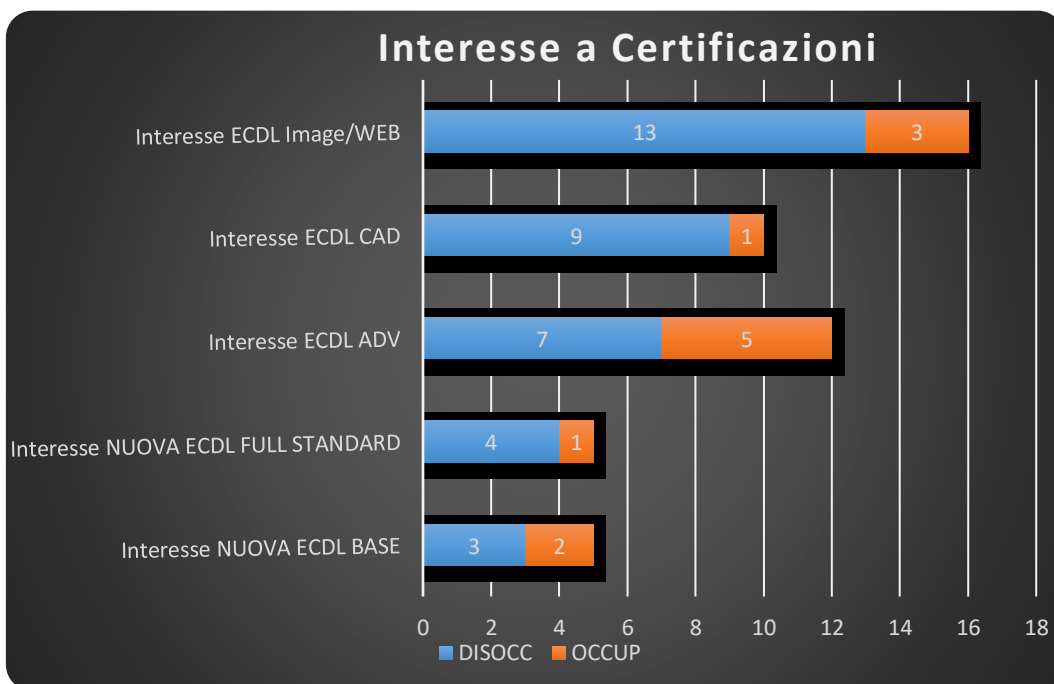 Interesse a Certificazioni
Interesse ECDL Image/WEB
13
3
Interesse ECDL CAD
9
1
Interesse ECDL ADV
7
5
Interesse NUOVA ECDL FULL STANDARD
4
1
Interesse NUOVA ECDL BASE
3
2
0 2 4 6 8 10 12 14 16 18
DISOCC OCCUP